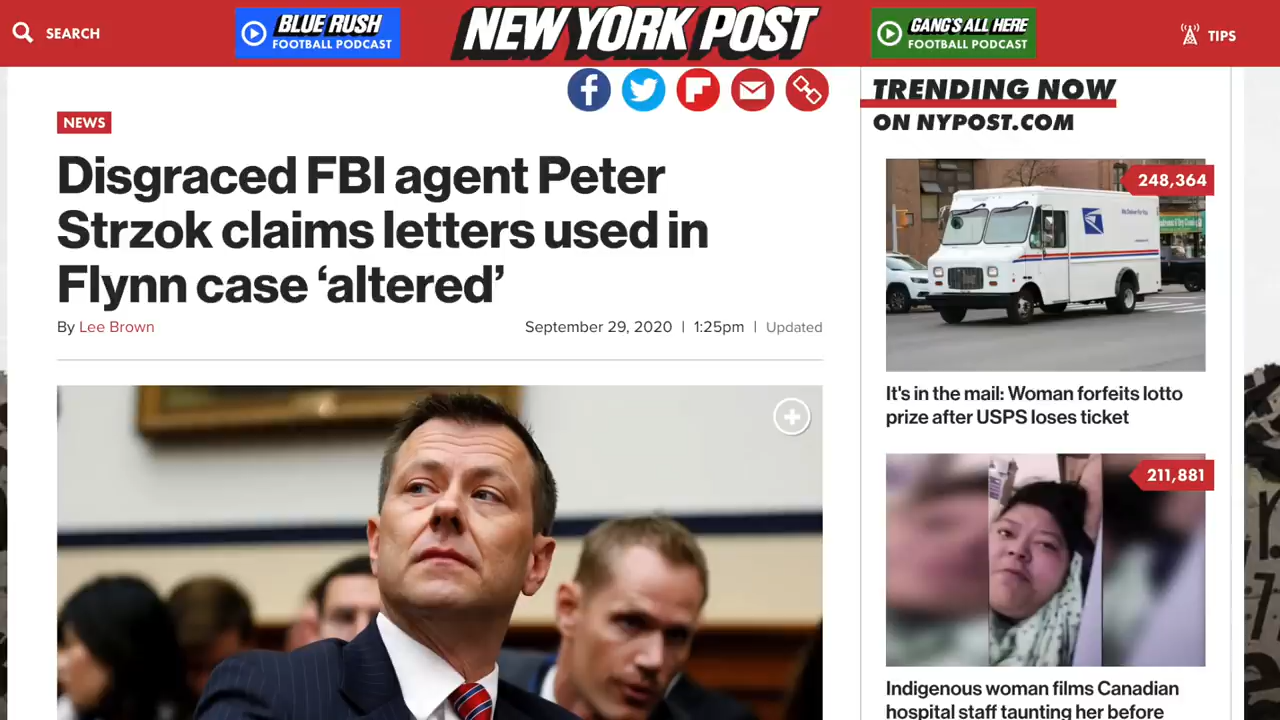 SEARCH
BLUE RUSH
FOOTBALL PODCAST
NEW YORK POST
GANG'S ALL HERE
FOOTBALL PODCAST
TIPS
NEWS
Disgraced FBI agent Peter
Strzok claims letters used in
Flynn case ‘altered’
By Lee Brown
September 29, 2020 | 1:25pm | Updated
TRENDING NOW
ON NYPOST.COM
248,364
It's in the mail: Woman forfeits lotto
prize after USPS loses ticket
211,881
Indigenous woman films Canadian
hospital staff taunting her before